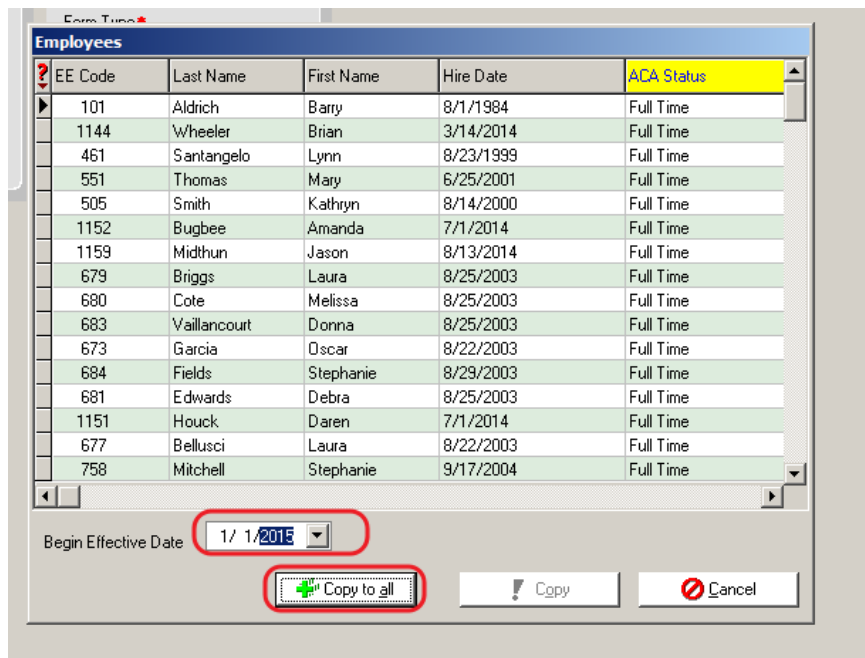 Form Type*
Employees
? EE Code Last Name First Name Hire Date ACA Status
101 Aldrich Barry 8/1/1984 Full Time
1144 Wheeler Brian 3/14/2014 Full Time
461 Santangelo Lynn 8/23/1999 Full Time
551 Thomas Mary 6/25/2001 Full Time
505 Smith Kathryn 8/14/2000 Full Time
1152 Bugbee Amanda 7/1/2014 Full Time
1159 Midthun Jason 8/13/2014 Full Time
679 Briggs Laura 8/25/2003 Full Time
680 Cote Melissa 8/25/2003 Full Time
683 Vaillancourt Donna 8/25/2003 Full Time
673 Garcia Oscar 8/22/2003 Full Time
684 Fields Stephanie 8/29/2003 Full Time
681 Edwards Debra 8/25/2003 Full Time
1151 Houck Daren 7/1/2014 Full Time
677 Bellusci Laura 8/22/2003 Full Time
758 Mitchell Stephanie 9/17/2004 Full Time
Begin Effective Date 1/ 1/2015
Copy to all Copy Cancel